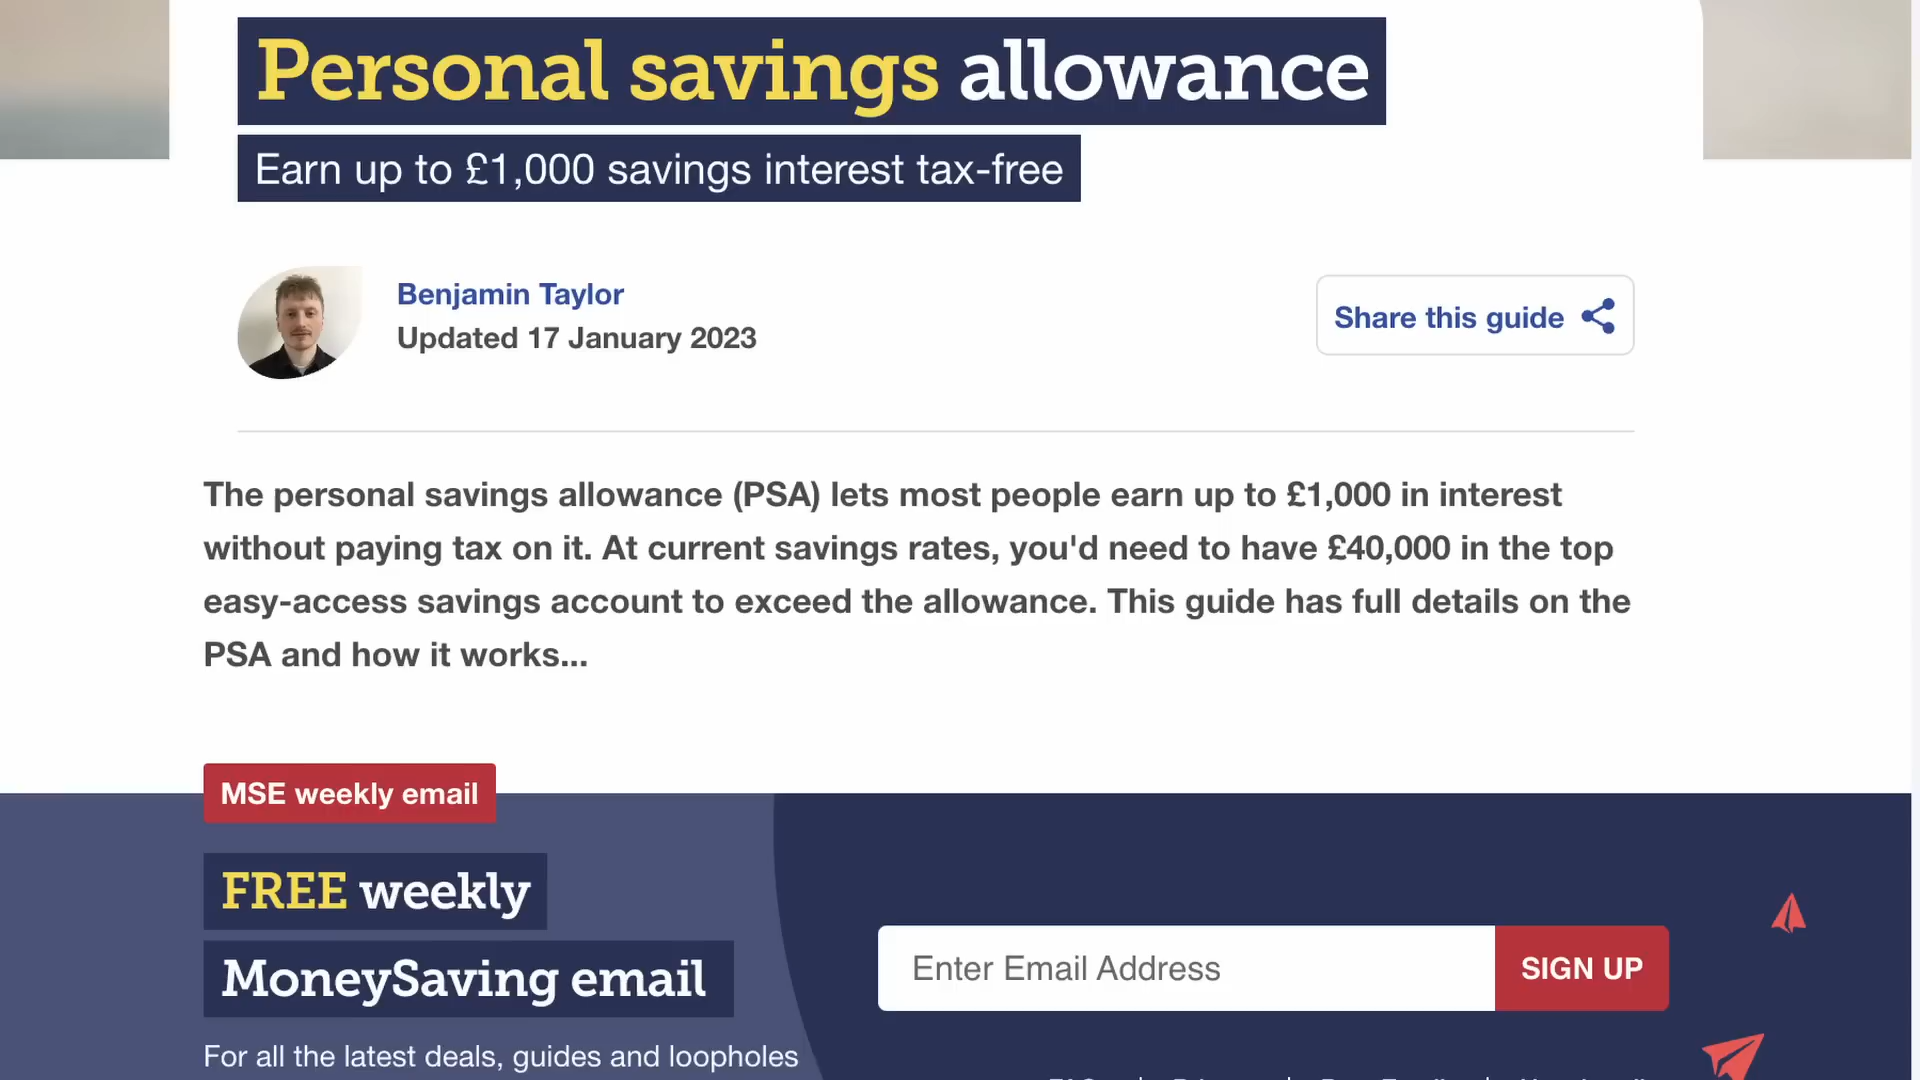 Personal savings allowance
Earn up to £1,000 savings interest tax-free
Benjamin Taylor
Updated 17 January 2023
Share this guide
The personal savings allowance (PSA) lets most people earn up to £1,000 in interest
without paying tax on it. At current savings rates, you'd need to have £40,000 in the top
easy-access savings account to exceed the allowance. This guide has full details on the
PSA and how it works...
MSE weekly email
FREE weekly
MoneySaving email
For all the latest deals, guides and loopholes
Enter Email Address
SIGN UP